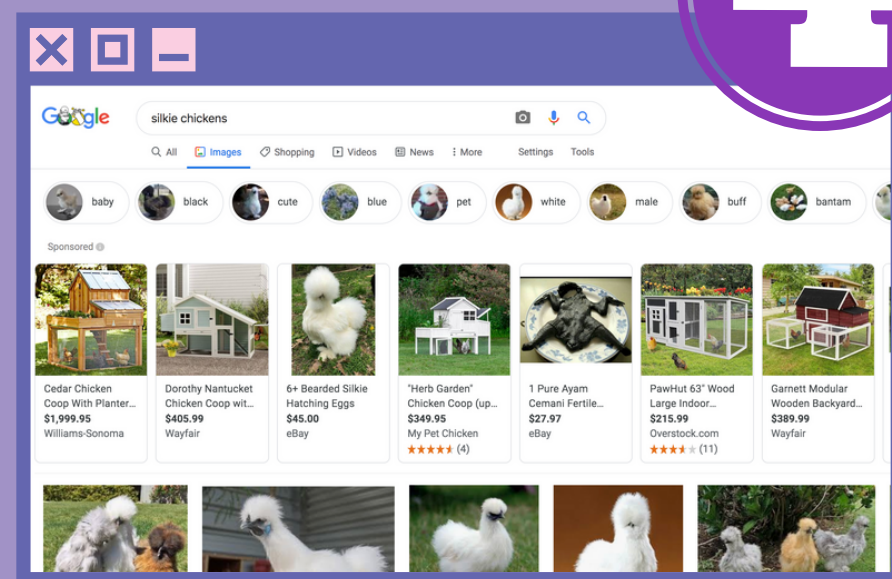 Google
silkie chickens
All Images Shopping Videos News More Settings Tools
baby black cute blue pet white male buff bantam
Sponsored
Cedar Chicken
Coop With Planter...
$1,999.95
Williams-Sonoma
Dorothy Nantucket
Chicken Coop wit...
$405.99
Wayfair
6+ Bearded Silkie
Hatching Eggs
$45.00
eBay
"Herb Garden"
Chicken Coop (up...
$349.95
My Pet Chicken
(4)
1 Pure Ayam
Cemani Fertile...
$27.97
eBay
PawHut 63" Wood
Large Indoor...
$215.99
Overstock.com
(11)
Garnett Modular
Wooden Backyard...
$389.99
Wayfair